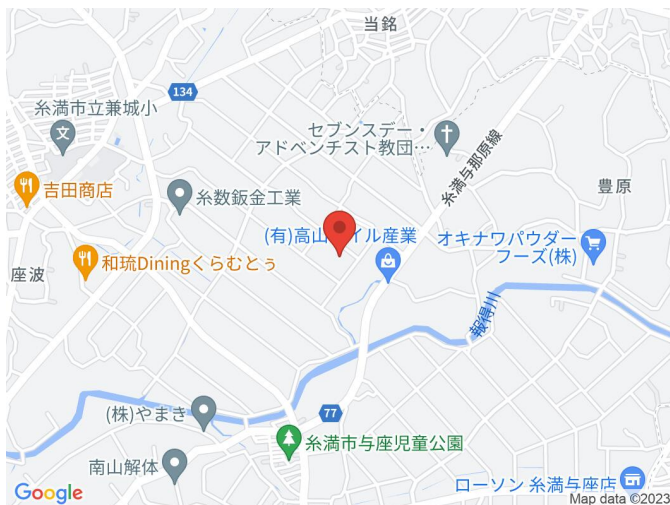 当銘
134
糸満市立兼城小
文
セブンスデー・
アドベンチスト教団…
糸満与那原線
吉田商店
糸数鈑金工業
豊原
(有)高山
イル産業
オキナワパウダー
フーズ(株)
和琉Diningくらむとぅ
座波
報得川
(株)やまき
77
糸満市与座児童公園
南山解体
ローソン 糸満与座店
Google
Map data ©2023